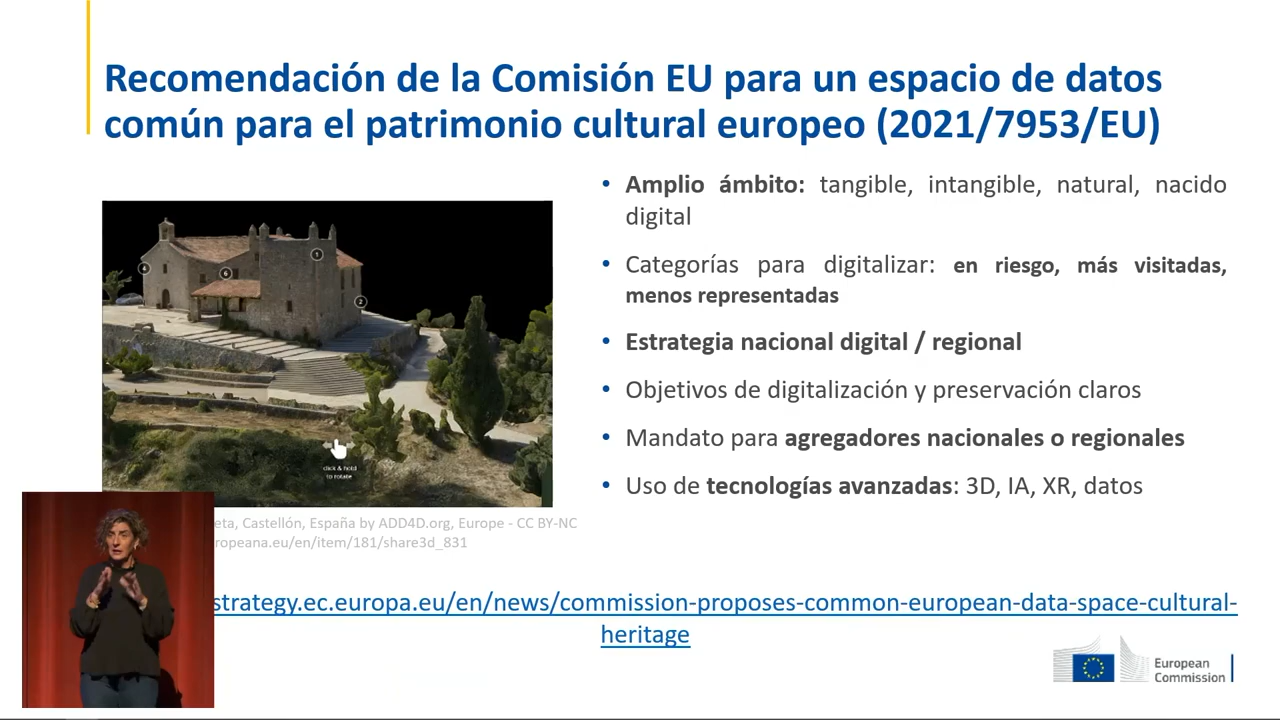 Recomendación de la Comisión EU para un espacio de datos
común para el patrimonio cultural europeo (2021/7953/EU)
4
6
1
2
click & hold
to rotate
eta, Castellón, España by ADD4D.org, Europe - CC BY-NC
ropeana.eu/en/item/181/share3d_831
• Amplio ámbito: tangible, intangible, natural, nacido
digital
• Categorías para digitalizar: en riesgo, más visitadas,
menos representadas
• Estrategia nacional digital / regional
• Objetivos de digitalización y preservación claros
• Mandato para agregadores nacionales o regionales
• Uso de tecnologías avanzadas: 3D, IA, XR, datos
strategy.ec.europa.eu/en/news/commission-proposes-common-european-data-space-cultural-
heritage
European
Commission